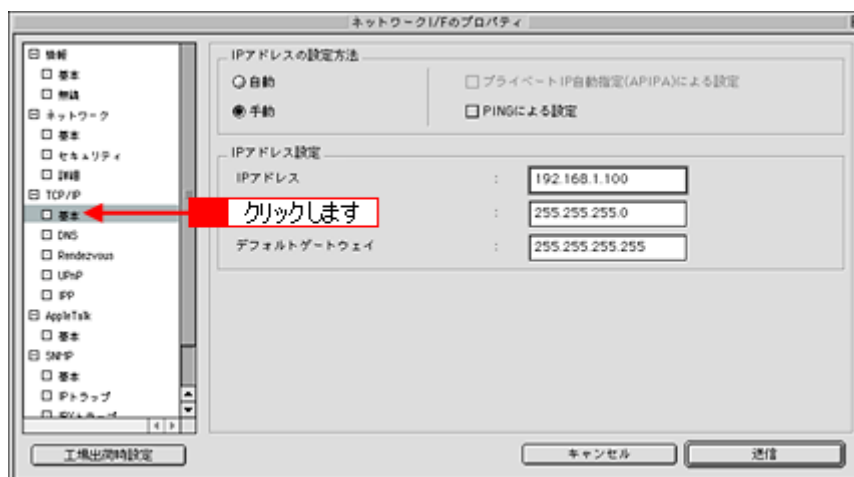 ネットワークI/Fのプロパティ
情報
基本
無線
ネットワーク
基本
セキュリティ
詳細
TCP/IP
基本
DNS
Rendezvous
UPnP
IPP
AppleTalk
基本
SNMP
基本
IPトラップ
IPXトラップ
工場出荷時設定
IPアドレスの設定方法
自動
プライベートIP自動指定(APIPA)による設定
手動
PINGによる設定
IPアドレス設定
IPアドレス : 192.168.1.100
クリックします : 255.255.255.0
デフォルトゲートウェイ : 255.255.255.255
キャンセル
送信